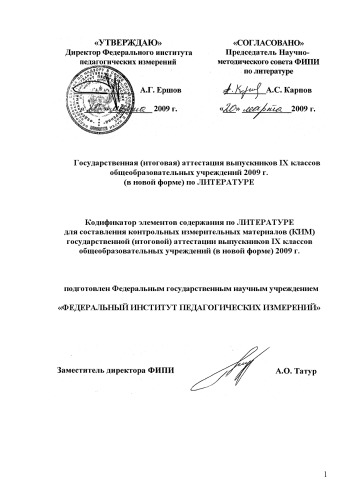 «УТВЕРЖДАЮ»
Директор Федерального института
педагогических измерений
А.Г. Ершов
2009 г.
«СОГЛАСОВАНО»
Председатель Научно-
методического совета ФИПИ
по литературе
А.С. Карпов
«20» марта 2009 г.
Государственная (итоговая) аттестация выпускников IX классов
общеобразовательных учреждений 2009 г.
(в новой форме) по ЛИТЕРАТУРЕ
Кодификатор элементов содержания по ЛИТЕРАТУРЕ
для составления контрольных измерительных материалов (КИМ)
государственной (итоговой) аттестации выпускников IX классов
общеобразовательных учреждений (в новой форме) 2009 г.
подготовлен Федеральным государственным научным учреждением
«ФЕДЕРАЛЬНЫЙ ИНСТИТУТ ПЕДАГОГИЧЕСКИХ ИЗМЕРЕНИЙ»
Заместитель директора ФИПИ
А.О. Татур
1